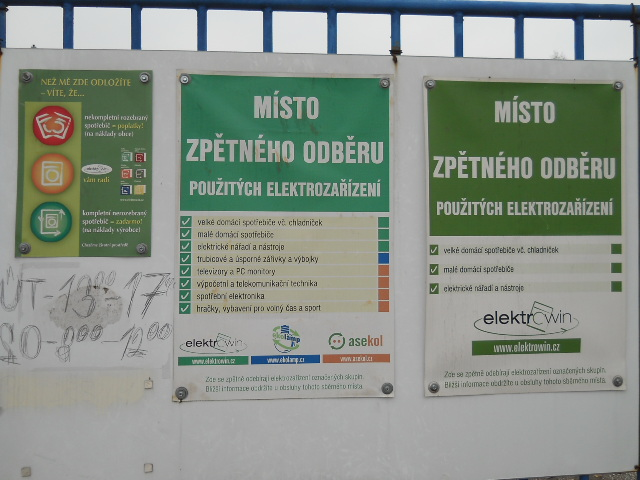 NEŽ MĚ ZDE ODLOŽÍTE
– VÍTE, ŽE...
nekompletní rozebraný
spotřebič = poplatky!
(na náklady obce)
vám radí
kompletní nerozebraný
spotřebič = zadarmo!
(na náklady výrobce)
ÚT - 13⁰⁰ 17⁰⁰
SO - 8⁰⁰ - 12⁰⁰
MÍSTO
ZPĚTNÉHO ODBĚRU
POUŽITÝCH ELEKTROZAŘÍZENÍ
velké domácí spotřebiče vč. chladniček
malé domácí spotřebiče
elektrické nářadí a nástroje
trubicové a úsporné zářivky a výbojky
televizory a PC monitory
výpočetní a telekomunikační technika
spotřební elektronika
hračky, vybavení pro volný čas a sport
elektrowin
ekolamp
asekol
www.elektrowin.cz
www.ekolamp.cz
www.asekol.cz
Zde se zpětně odebírají elektrozařízení označených skupin.
Bližší informace obdržíte u obsluhy tohoto sběrného místa.
MÍSTO
ZPĚTNÉHO ODBĚRU
POUŽITÝCH ELEKTROZAŘÍZENÍ
velké domácí spotřebiče vč. chladniček
malé domácí spotřebiče
elektrické nářadí a nástroje
elektrowin
www.elektrowin.cz
Zde se zpětně odebírají elektrozařízení označených skupin.
Bližší informace obdržíte u obsluhy tohoto sběrného místa.